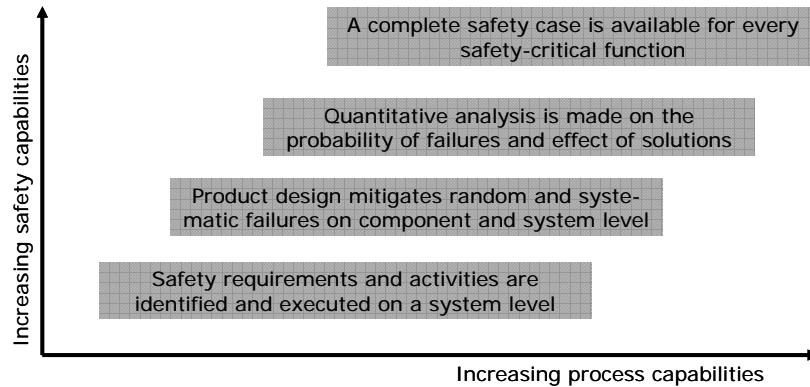 A complete safety case is available for every
safety-critical function
Quantitative analysis is made on the
probability of failures and effect of solutions
Product design mitigates random and syste-
matic failures on component and system level
Safety requirements and activities are
identified and executed on a system level
Increasing safety capabilities
Increasing process capabilities